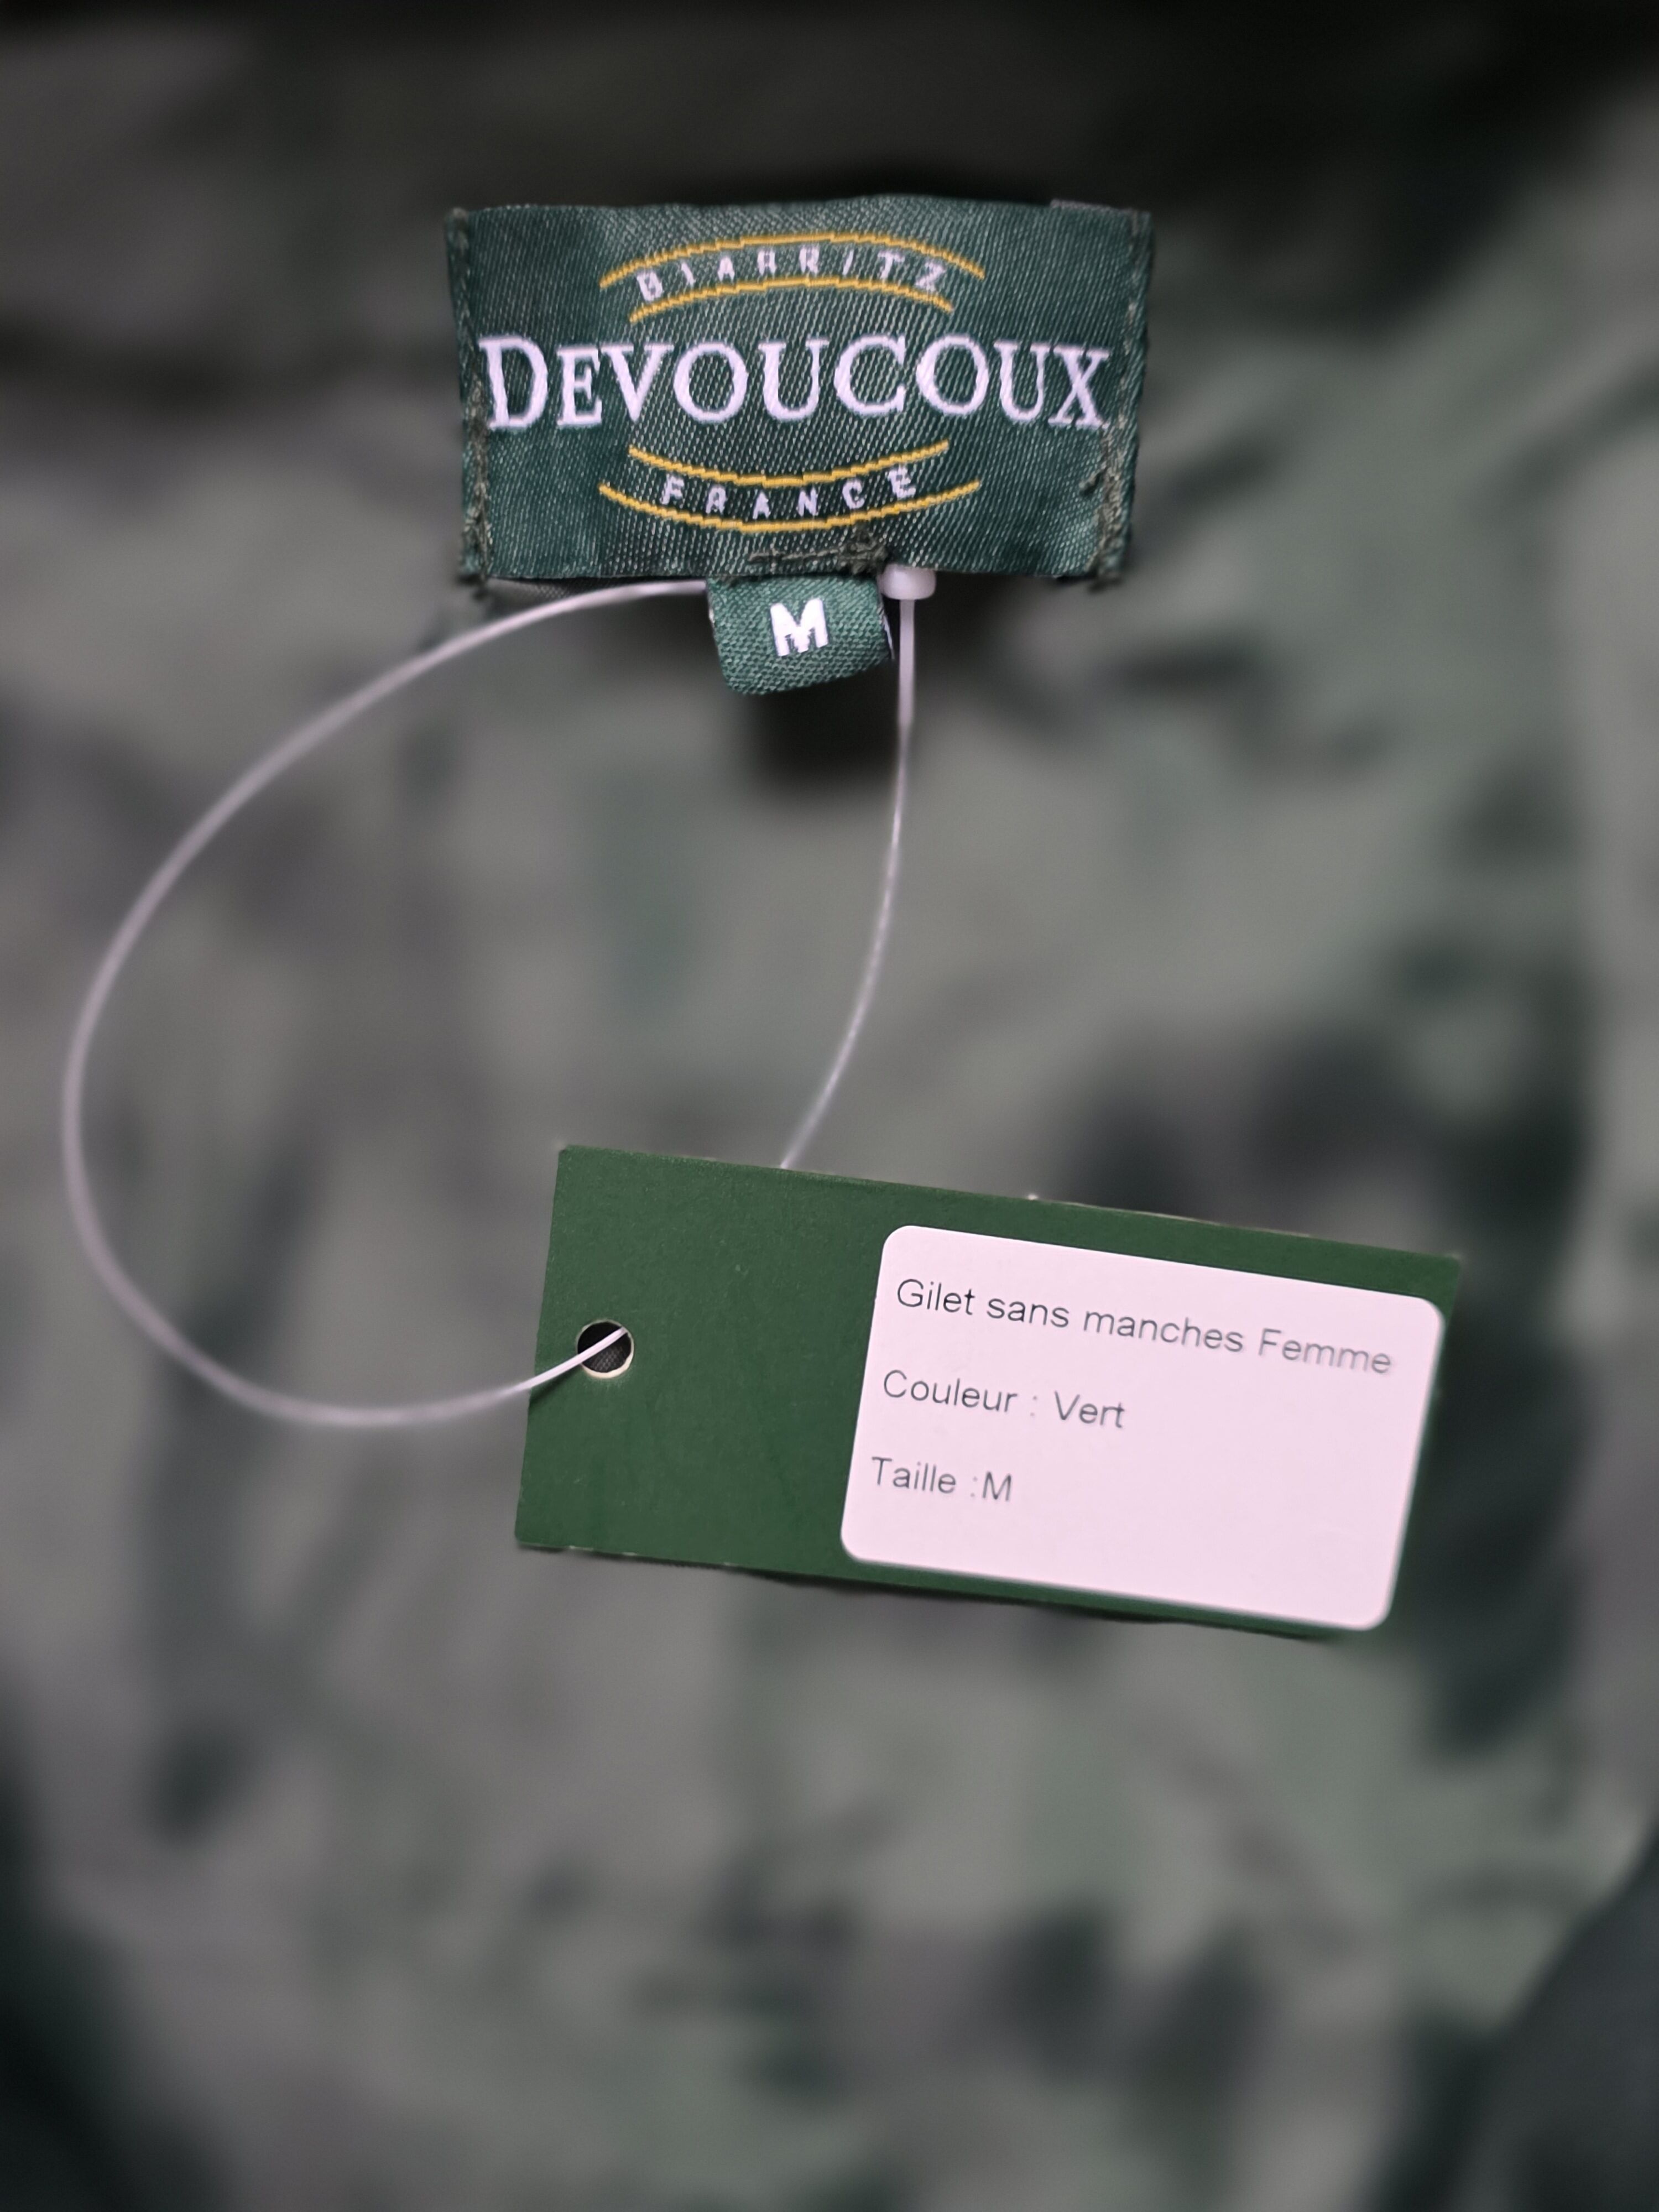 BIARRITZ
DEVOUCOUX
FRANCE
M
Gilet sans manches Femme
Couleur : Vert
Taille :M